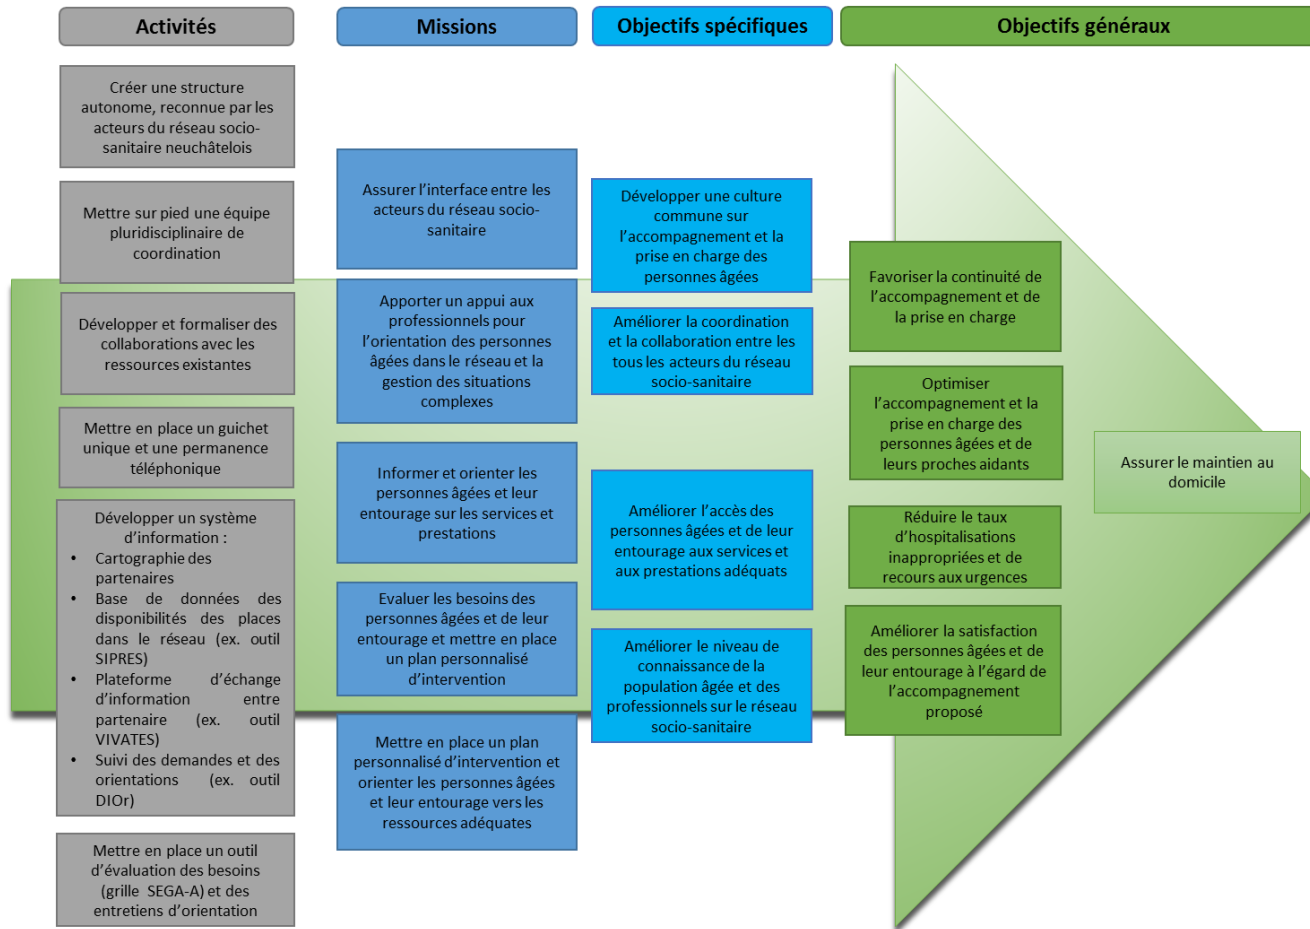 Activités
Missions
Objectifs spécifiques
Objectifs généraux
Créer une structure
autonome, reconnue par les
acteurs du réseau socio-
sanitaire neuchâtelois
Mettre sur pied une équipe
pluridisciplinaire de
coordination
Développer et formaliser des
collaborations avec les
ressources existantes
Mettre en place un guichet
unique et une permanence
téléphonique
Développer un système
d’information :
• Cartographie des
partenaires
• Base de données des
disponibilités des places
dans le réseau (ex. outil
SIPRES)
• Plateforme d’échange
d’information entre
partenaire (ex. outil
VIVATES)
• Suivi des demandes et des
orientations (ex. outil
DIOr)
Mettre en place un outil
d’évaluation des besoins
(grille SEGA-A) et des
entretiens d’orientation
Assurer l’interface entre les
acteurs du réseau socio-
sanitaire
Apporter un appui aux
professionnels pour
l’orientation des personnes
âgées dans le réseau et la
gestion des situations
complexes
Informer et orienter les
personnes âgées et leur
entourage sur les services et
prestations
Evaluer les besoins des
personnes âgées et de leur
entourage et mettre en place
un plan personnalisé
d’intervention
Mettre en place un plan
personnalisé d’intervention et
orienter les personnes âgées
et leur entourage vers les
ressources adéquates
Développer une culture
commune sur
l’accompagnement et la
prise en charge des
personnes âgées
Améliorer la coordination
et la collaboration entre
les tous les acteurs du réseau
socio-sanitaire
Améliorer l’accès des
personnes âgées et de leur
entourage aux services et
aux prestations adéquats
Améliorer le niveau de
connaissance de la
population âgée et des
professionnels sur le réseau
socio-sanitaire
Favoriser la continuité de
l’accompagnement et de
la prise en charge
Optimiser
l’accompagnement et la
prise en charge des
personnes âgées et de
leurs proches aidants
Réduire le taux
d’hospitalisations
inappropriées et de
recours aux urgences
Améliorer la satisfaction
des personnes âgées et de
leur entourage à l’égard de
l’accompagnement
proposé
Assurer le maintien au
domicile